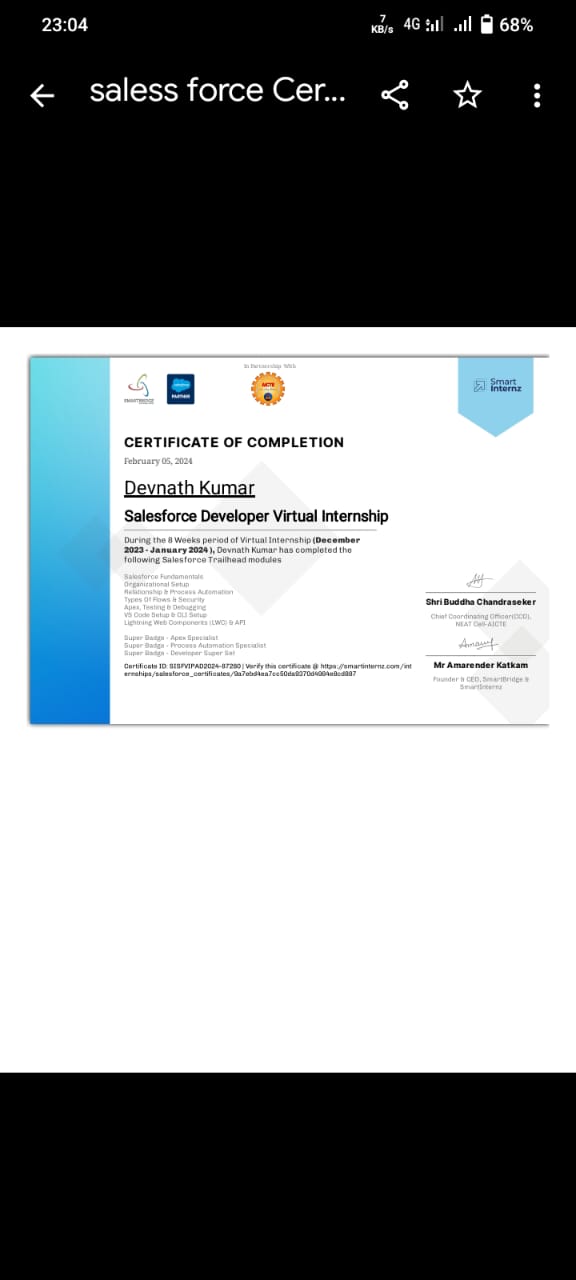 23:04
7
KB/s
4G
68%
saless force Cer...
In Partnership With
SMARTBRIDGE
salesforce
PARTNER
AICTE
Smart
Internz
CERTIFICATE OF COMPLETION
February 05, 2024
Devnath Kumar
Salesforce Developer Virtual Internship
During the 8 Weeks period of Virtual Internship (December
2023 - January 2024), Devnath Kumar has completed the
following Salesforce Trailhead modules
Salesforce Fundamentals
Organizational Setup
Relationship & Process Automation
Types Of Flows & Security
Apex, Testing & Debugging
VS Code Setup & CLI Setup
Lightning Web Components (LWC) & API
Super Badge - Apex Specialist
Super Badge - Process Automation Specialist
Super Badge - Developer Super Set
Certificate ID: SISFVIPAD2024-87280 | Verify this certificate @ https://smartinternz.com/int
Shri Buddha Chandraseker
Chief Coordinating Officer(CCO),
NEAT Cell-AICTE
Mr Amarender Katkam
Founder & CEO, SmartBridge &
SmartInternz